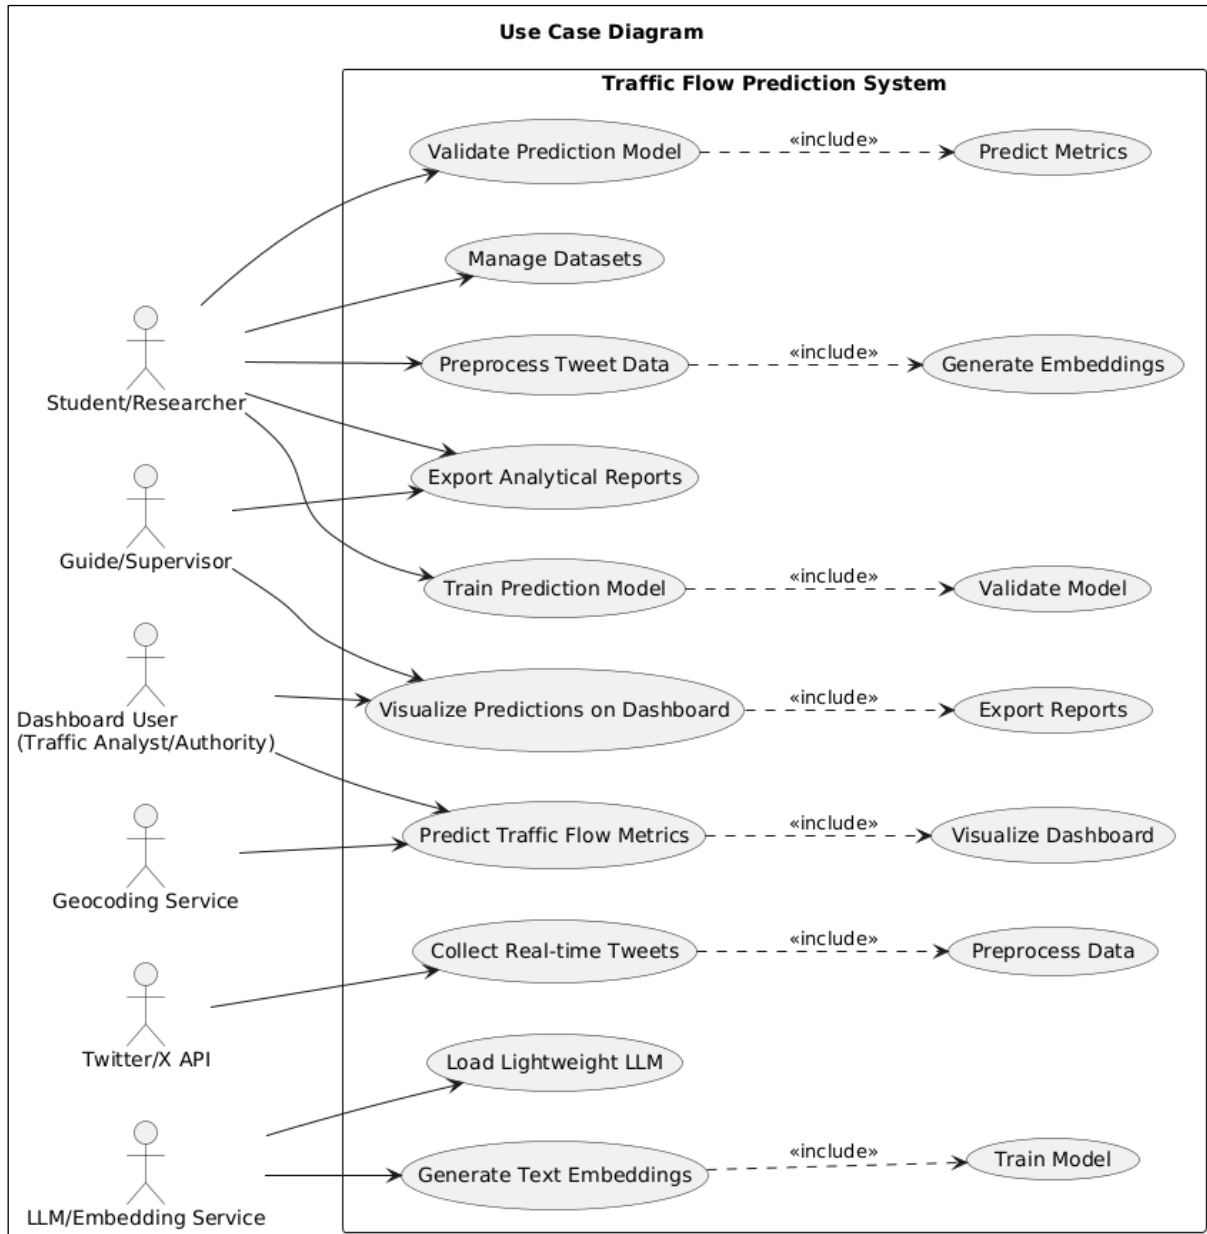 Use Case Diagram
Traffic Flow Prediction System
Validate Prediction Model
«include»
Predict Metrics
Manage Datasets
Student/Researcher
Preprocess Tweet Data
«include»
Generate Embeddings
Export Analytical Reports
Guide/Supervisor
Train Prediction Model
«include»
Validate Model
Dashboard User
(Traffic Analyst/Authority)
Visualize Predictions on Dashboard
«include»
Export Reports
Predict Traffic Flow Metrics
«include»
Visualize Dashboard
Geocoding Service
Collect Real-time Tweets
«include»
Preprocess Data
Twitter/X API
Load Lightweight LLM
Generate Text Embeddings
«include»
Train Model
LLM/Embedding Service